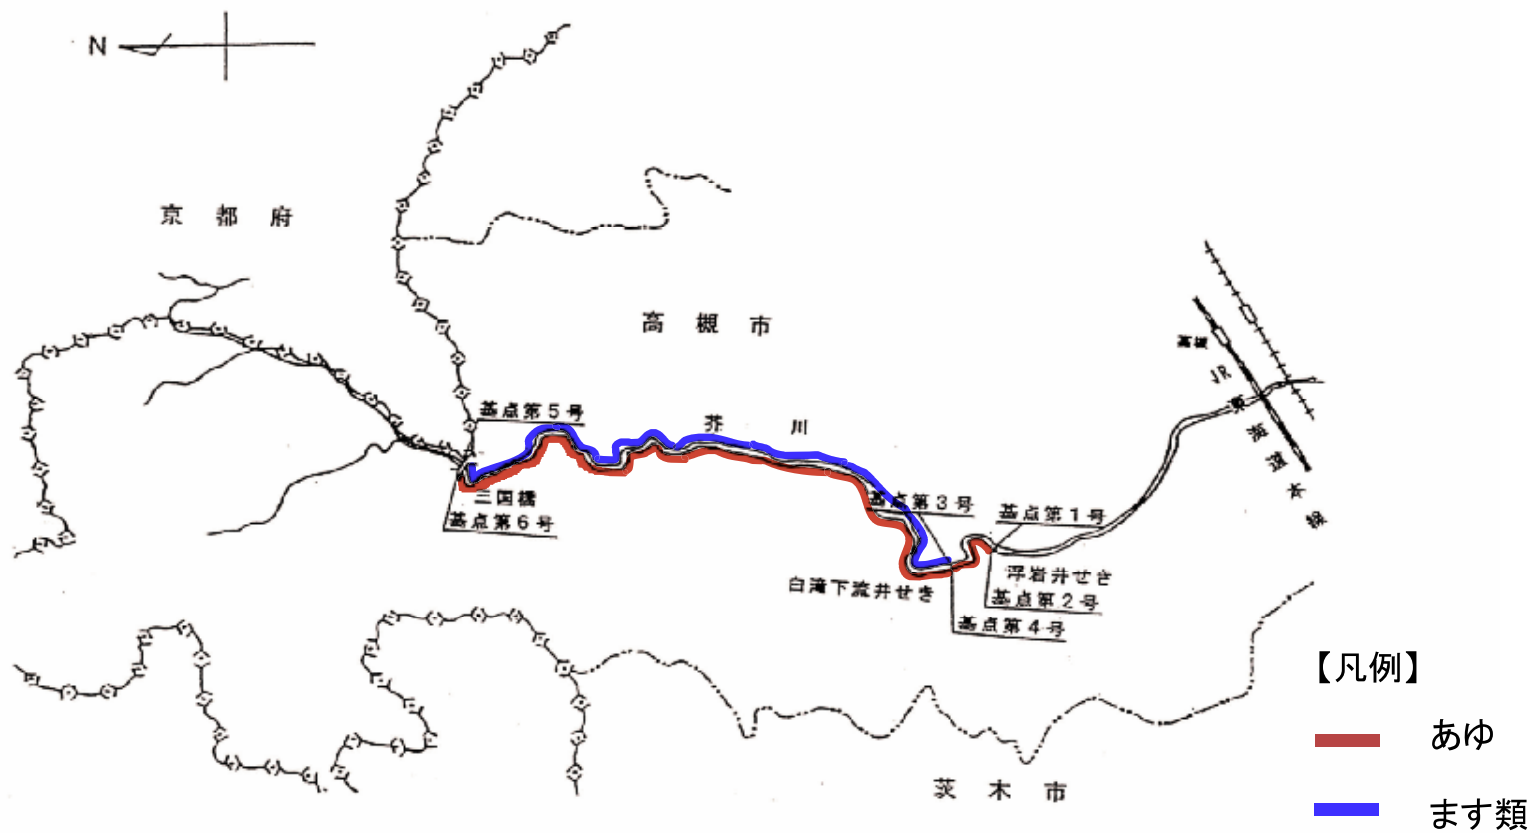 N
京都府
高槻市
高槻
JR東海道本線
基点第5号
芥川
三国橋
基点第6号
基点第3号
基点第1号
浮岩井せき
基点第2号
白滝下流井せき
基点第4号
茨木市
【凡例】
あゆ
ます類